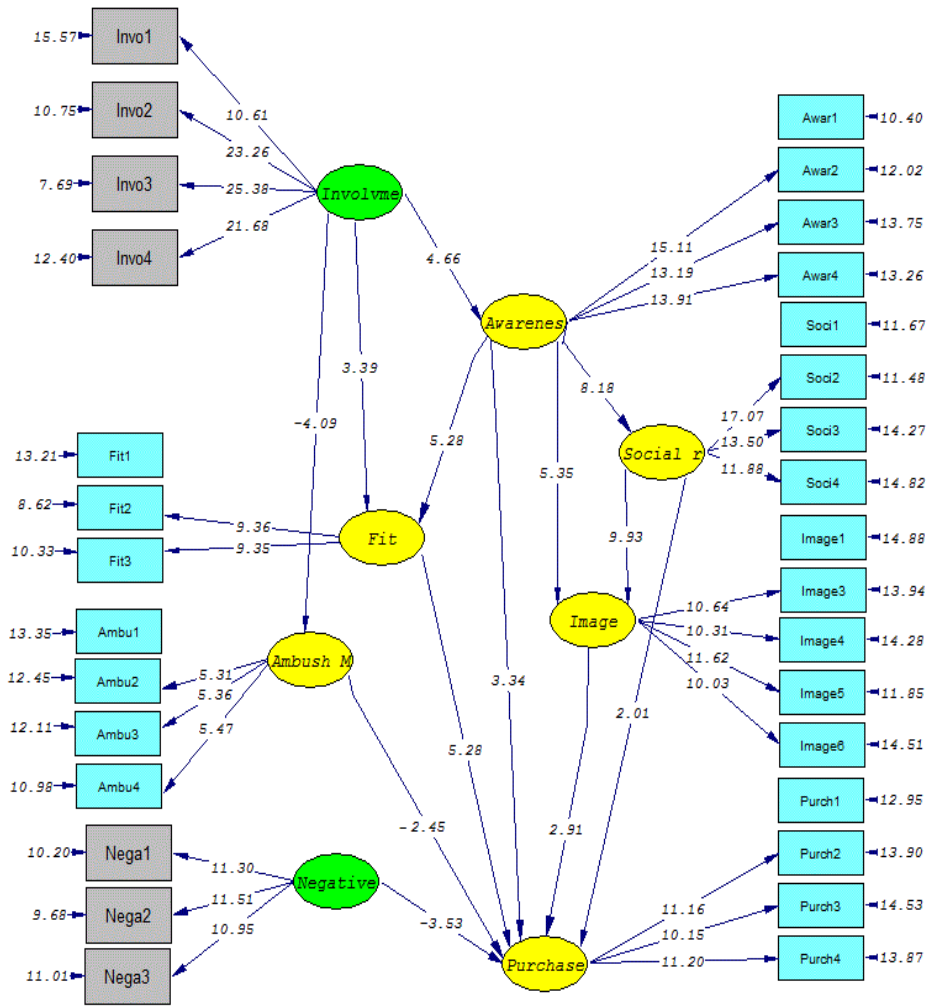 15.57 Invo1
10.75 Invo2
7.69 Invo3
12.40 Invo4
10.61
23.26
25.38
21.68
Involvme
4.66
3.39
-4.09
Awar1 10.40
Awar2 12.02
Awar3 13.75
Awar4 13.26
15.11
13.19
13.91
Awarenes
8.18
5.28
5.35
3.34
Soci1 11.67
Soci2 11.48
Soci3 14.27
Soci4 14.82
17.07
13.50
11.88
Social r
9.93
2.01
13.21 Fit1
8.62 Fit2
10.33 Fit3
9.36
9.35
Fit
5.28
Image1 14.88
Image3 13.94
Image4 14.28
Image5 11.85
Image6 14.51
10.64
10.31
11.62
10.03
Image
2.91
13.35 Ambu1
12.45 Ambu2
12.11 Ambu3
10.98 Ambu4
5.31
5.36
5.47
Ambush M
-2.45
10.20 Nega1
9.68 Nega2
11.01 Nega3
11.30
11.51
10.95
Negative
-3.53
Purch1 12.95
Purch2 13.90
Purch3 14.53
Purch4 13.87
11.16
10.15
11.20
Purchase